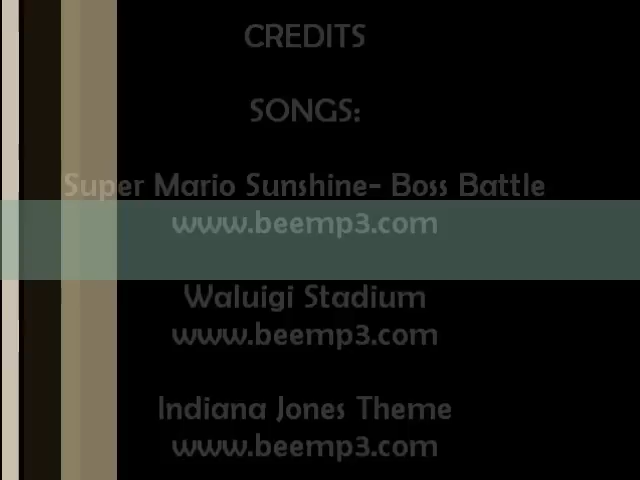 CREDITS
SONGS:
Super Mario Sunshine- Boss Battle
www.beemp3.com
Waluigi Stadium
www.beemp3.com
Indiana Jones Theme
www.beemp3.com